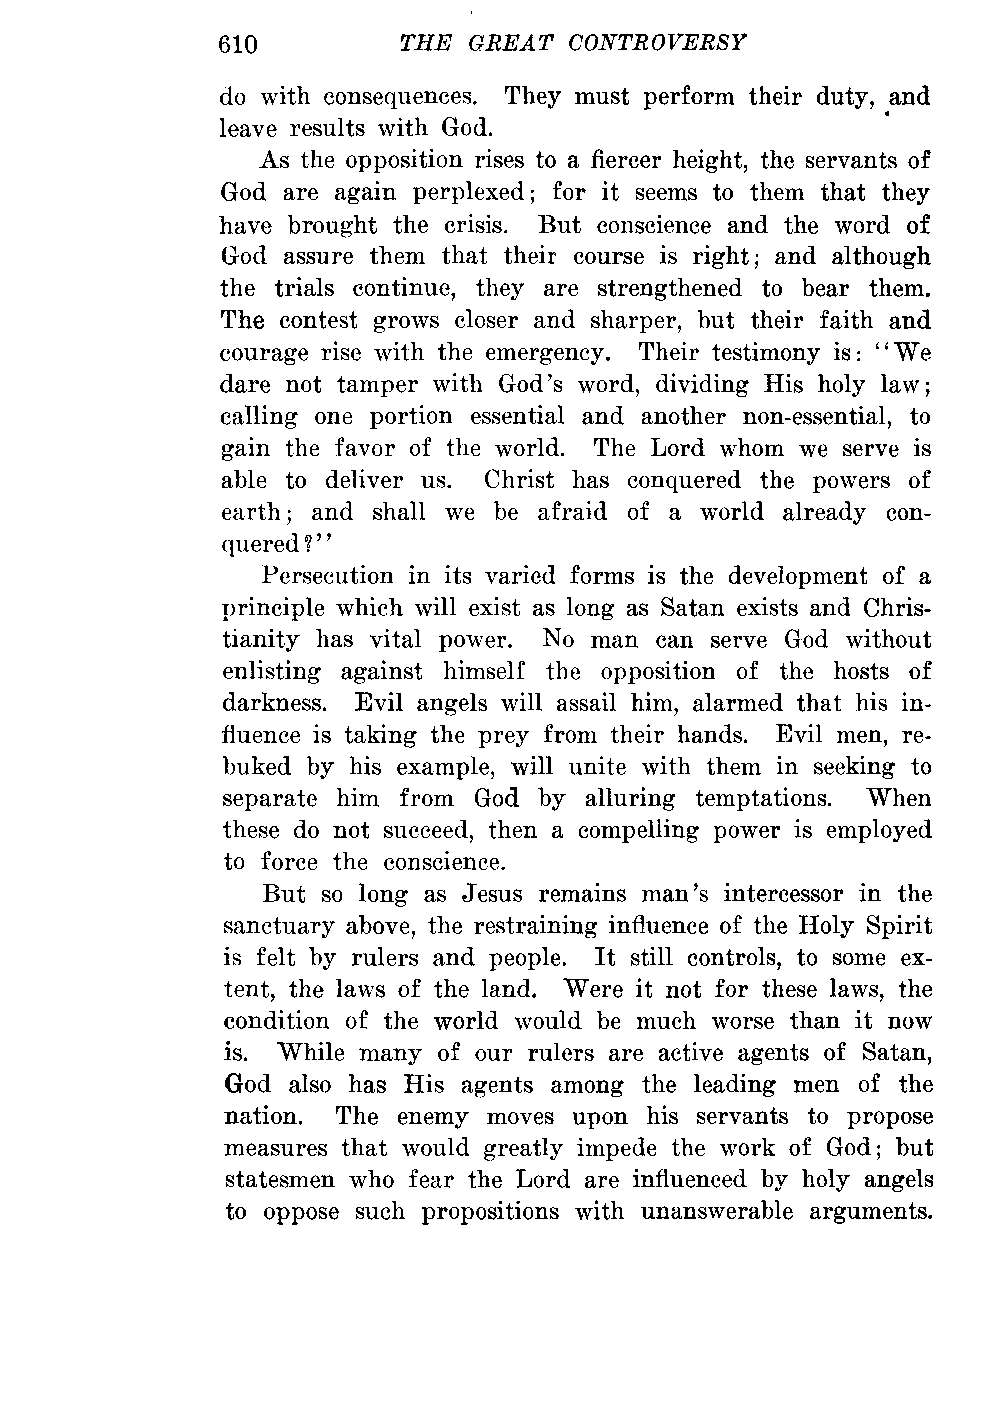 610 THE GREAT CONTROVERSY
do with consequences. They must perform their duty, and
leave results with God.
As the opposition rises to a fiercer height, the servants of
God are again perplexed; for it seems to them that they
have brought the crisis. But conscience and the word of
God assure them that their course is right; and although
the trials continue, they are strengthened to bear them.
The contest grows closer and sharper, but their faith and
courage rise with the emergency. Their testimony is: "We
dare not tamper with God's word, dividing His holy law;
calling one portion essential and another non-essential, to
gain the favor of the world. The Lord whom we serve is
able to deliver us. Christ has conquered the powers of
earth; and shall we be afraid of a world already con-
quered?"
Persecution in its varied forms is the development of a
principle which will exist as long as Satan exists and Chris-
tianity has vital power. No man can serve God without
enlisting against himself the opposition of the hosts of
darkness. Evil angels will assail him, alarmed that his in-
fluence is taking the prey from their hands. Evil men, re-
buked by his example, will unite with them in seeking to
separate him from God by alluring temptations. When
these do not succeed, then a compelling power is employed
to force the conscience.
But so long as Jesus remains man's intercessor in the
sanctuary above, the restraining influence of the Holy Spirit
is felt by rulers and people. It still controls, to some ex-
tent, the laws of the land. Were it not for these laws, the
condition of the world would be much worse than it now
is. While many of our rulers are active agents of Satan,
God also has His agents among the leading men of the
nation. The enemy moves upon his servants to propose
measures that would greatly impede the work of God; but
statesmen who fear the Lord are influenced by holy angels
to oppose such propositions with unanswerable arguments.